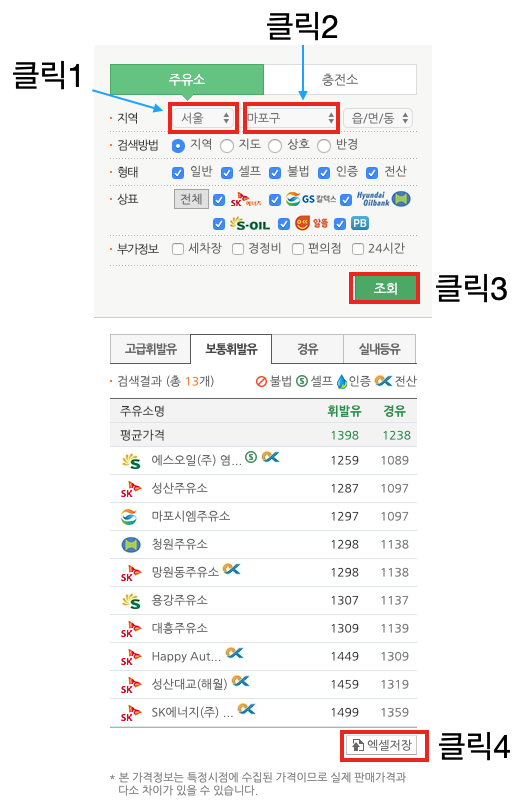 클릭2
클릭1
주유소 충전소
지역 서울 마포구 읍/면/동
검색방법 지역 지도 상호 반경
형태 일반 셀프 불법 인증 전산
상표 전체 SK에너지 GS칼텍스 Hyundai Oilbank
S-OIL 알뜰 PB
부가정보 세차장 경정비 편의점 24시간
조회 클릭3
고급휘발유 보통휘발유 경유 실내등유
검색결과 (총 13개) 불법 셀프 인증 전산
주유소명 휘발유 경유
평균가격 1398 1238
S 에스오일(주) 염... S 1259 1089
SK 성산주유소 1287 1097
마포시엠주유소 1297 1097
청원주유소 1298 1138
SK 망원동주유소 1298 1138
S 용강주유소 1307 1137
SK 대흥주유소 1309 1139
SK Happy Aut... 1449 1309
SK 성산대교(해월) 1459 1319
SK SK에너지(주) ... 1499 1359
엑셀저장 클릭4
* 본 가격정보는 특정시점에 수집된 가격이므로 실제 판매가격과
다소 차이가 있을 수 있습니다.